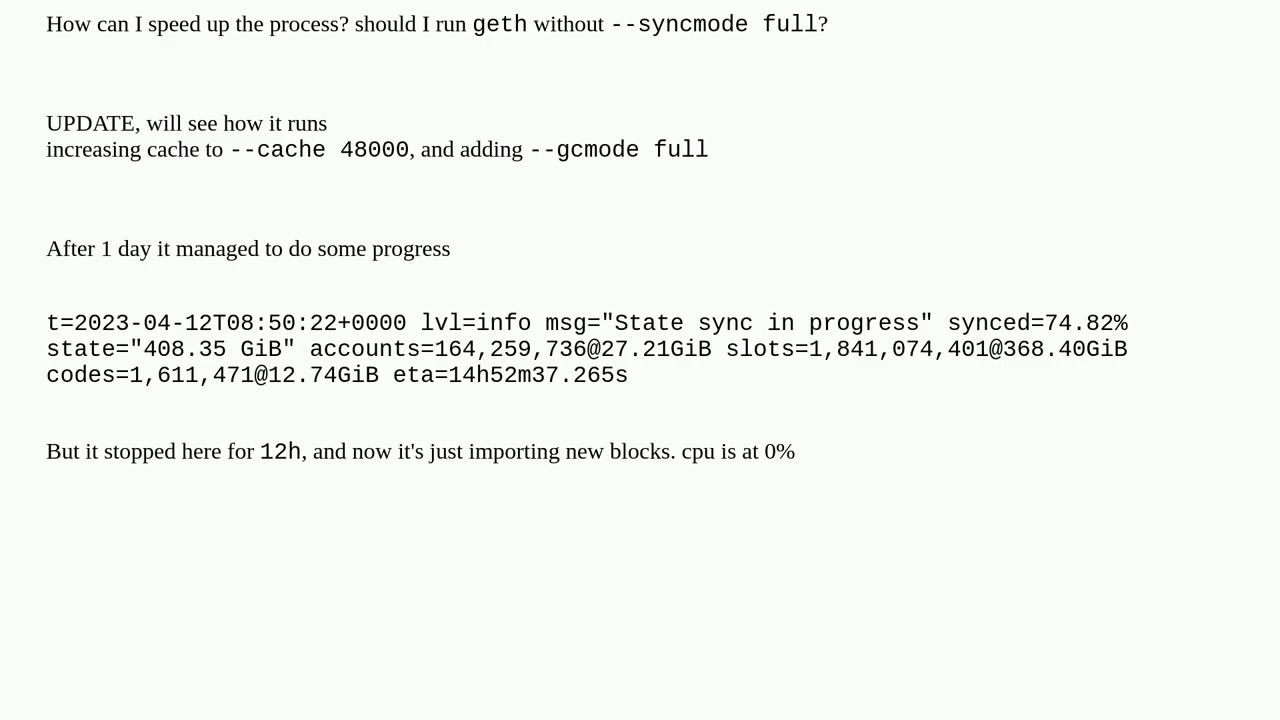 How can I speed up the process? should I run geth without --syncmode full?
UPDATE, will see how it runs
increasing cache to --cache 48000, and adding --gcmode full
After 1 day it managed to do some progress
t=2023-04-12T08:50:22+0000 lvl=info msg="State sync in progress" synced=74.82%
state="408.35 GiB" accounts=164,259,736@27.21GiB slots=1,841,074,401@368.40GiB
codes=1,611,471@12.74GiB eta=14h52m37.265s
But it stopped here for 12h, and now it's just importing new blocks. cpu is at 0%